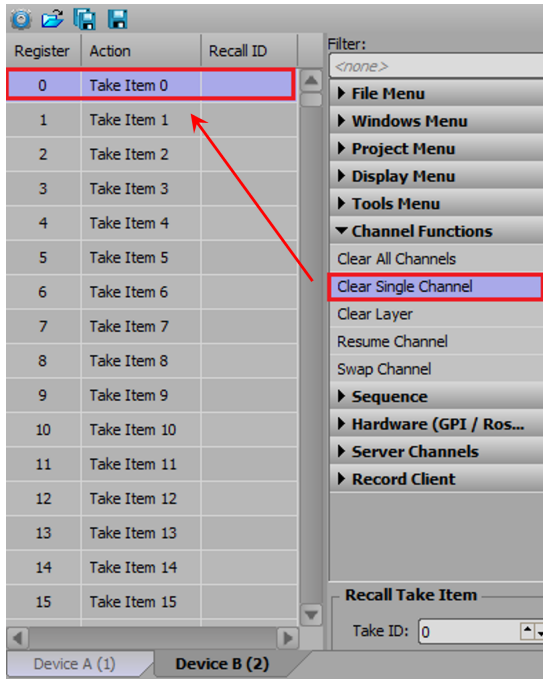 Register Action Recall ID
0 Take Item 0
1 Take Item 1
2 Take Item 2
3 Take Item 3
4 Take Item 4
5 Take Item 5
6 Take Item 6
7 Take Item 7
8 Take Item 8
9 Take Item 9
10 Take Item 10
11 Take Item 11
12 Take Item 12
13 Take Item 13
14 Take Item 14
15 Take Item 15
Device A (1) Device B (2)
Filter:
<none>
File Menu
Windows Menu
Project Menu
Display Menu
Tools Menu
Channel Functions
Clear All Channels
Clear Single Channel
Clear Layer
Resume Channel
Swap Channel
Sequence
Hardware (GPI / Ros...
Server Channels
Record Client
Recall Take Item
Take ID: 0